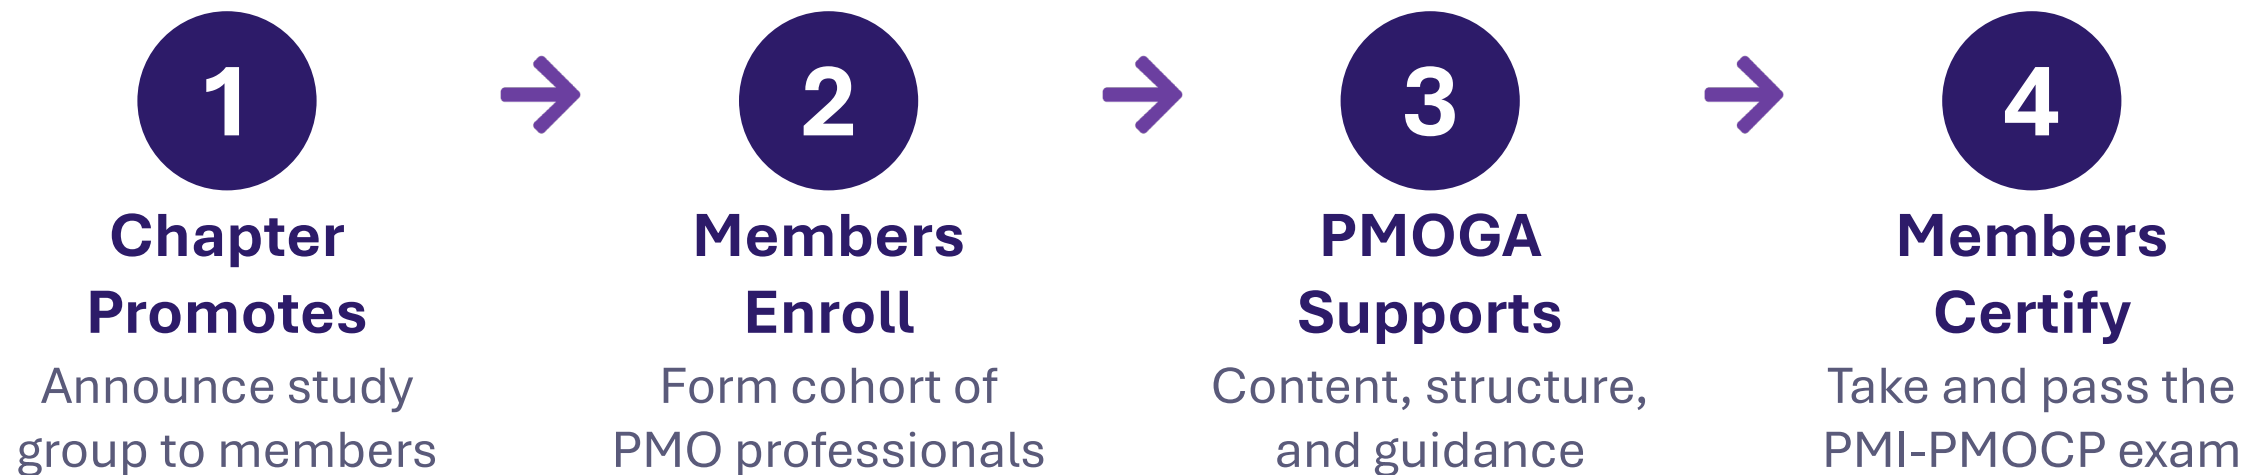 1
Chapter
Promotes
Announce study
group to members
2
Members
Enroll
Form cohort of
PMO professionals
3
PMOGA
Supports
Content, structure,
and guidance
4
Members
Certify
Take and pass the
PMI-PMOCP exam